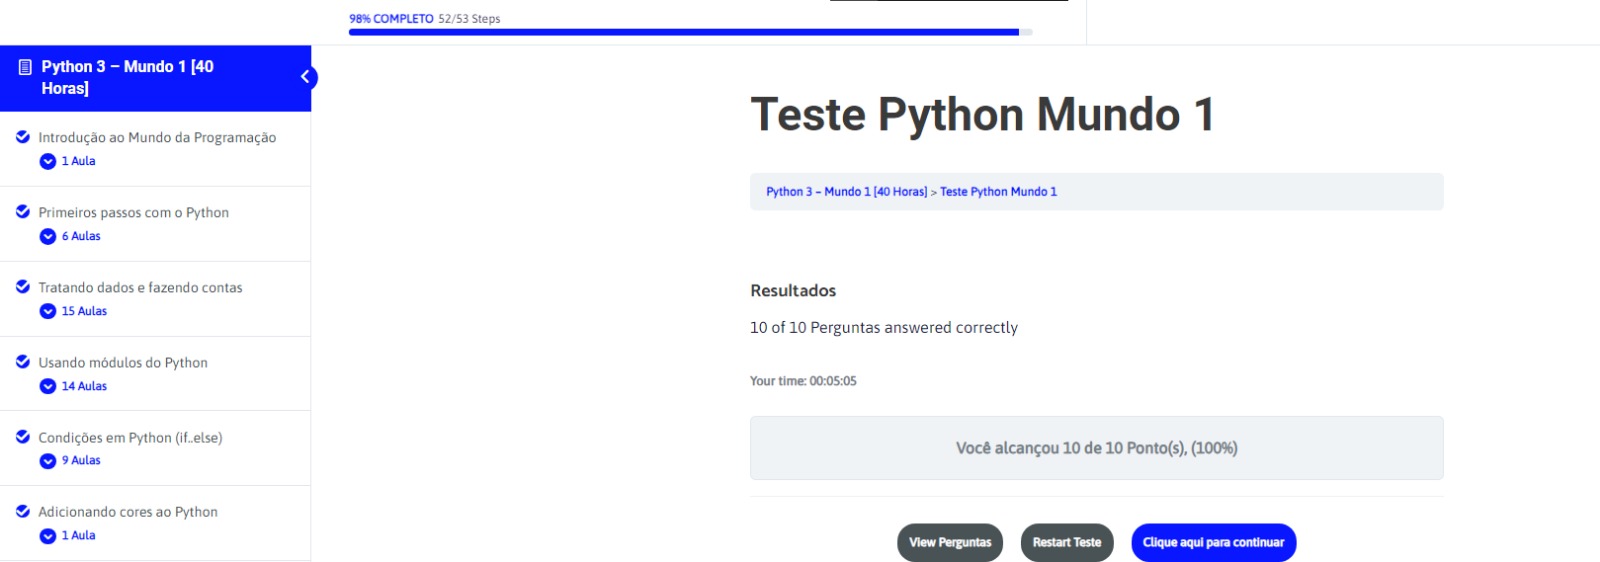 98% COMPLETO 52/53 Steps
Python 3 – Mundo 1 [40
Horas]
Introdução ao Mundo da Programação
1 Aula
Primeiros passos com o Python
6 Aulas
Tratando dados e fazendo contas
15 Aulas
Usando módulos do Python
14 Aulas
Condições em Python (if..else)
9 Aulas
Adicionando cores ao Python
1 Aula
Teste Python Mundo 1
Python 3 – Mundo 1 [40 Horas] > Teste Python Mundo 1
Resultados
10 of 10 Perguntas answered correctly
Your time: 00:05:05
Você alcançou 10 de 10 Ponto(s), (100%)
View Perguntas Restart Teste Clique aqui para continuar